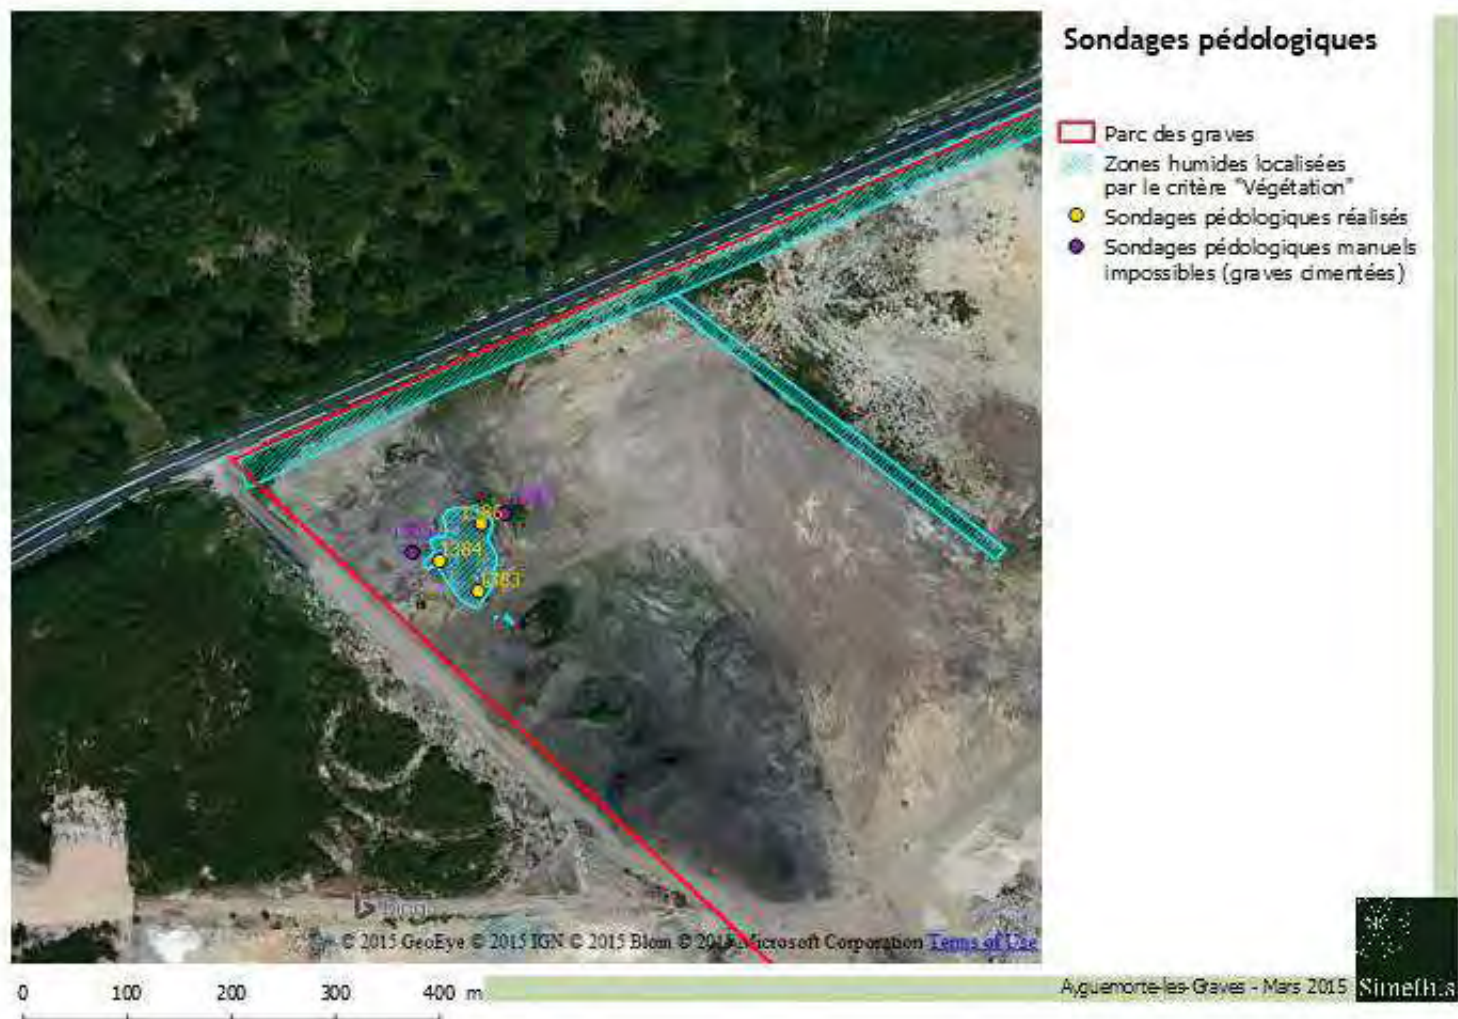 Sondages pédologiques
Parc des graves
Zones humides localisées
par le critère "Végétation"
Sondages pédologiques réalisés
Sondages pédologiques manuels
impossibles (graves cimentées)
1386
1384
1383
© 2015 GeoEye © 2015 IGN © 2015 Blom © 2015 Microsoft Corporation Terms of Use
0 100 200 300 400 m
Ayguemorte-les-Graves - Mars 2015
Simethis